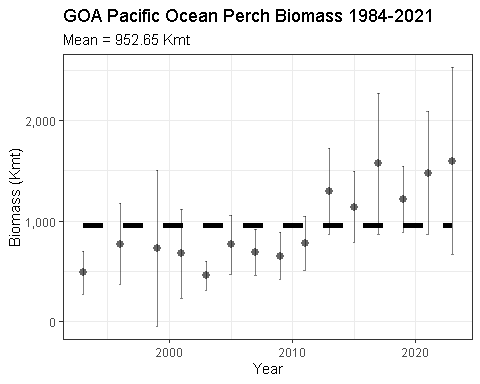 GOA Pacific Ocean Perch Biomass 1984-2021
Mean = 952.65 Kmt
Biomass (Kmt)
2,000
1,000
0
2000
2010
2020
Year